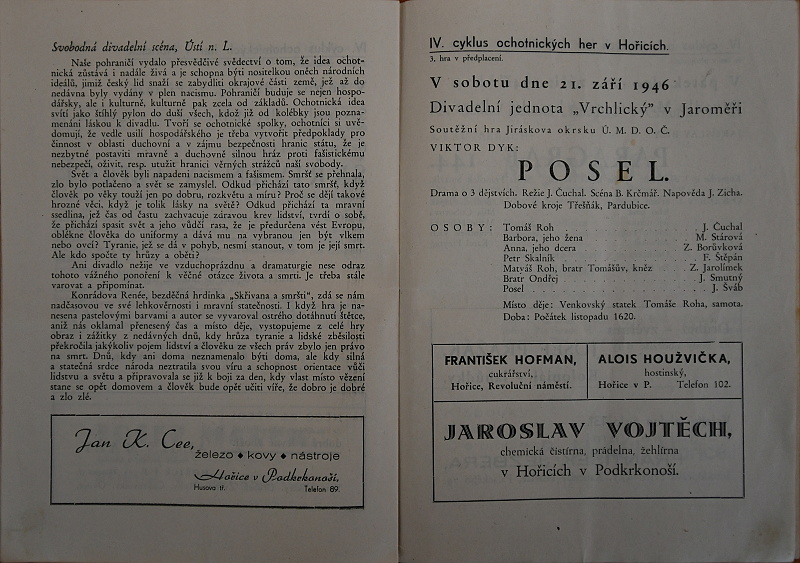 Svobodná divadelní scéna, Ústí n. L.
Naše pohraničí vydalo přesvědčivé svědectví o tom, že idea ochot-
nická zůstává i nadále živá a je schopna býti nositelkou oněch národních
ideálů, jimiž český lid snaží se zabydliti okrajové části země, jež až do
nedávna byly vydány v plen nacismu. Pohraničí buduje se nejen hospo-
dářsky, ale i kulturně, kulturně pak zcela od základů. Ochotnická idea
svítí jako štíhlý pylon do duší všech, kdož již od kolébky jsou pozna-
menáni láskou k divadlu. Tvoří se ochotnické spolky, ochotníci si uvě-
domují, že vedle úsilí hospodářského je třeba vytvořit předpoklady pro
činnost v oblasti duchovní a v zájmu bezpečnosti hranic státu, že je
nezbytné postaviti mravně a duchovně silnou hráz proti fašistickému
nebezpečí, oživit, resp. utužit hranici věrných strážců naší svobody.
Svět a člověk byli napadeni nacismem a fašismem. Smršť se přehnala,
zlo bylo potlačeno a svět se zamyslel. Odkud přichází tato smršť, když
člověk po věky touží jen po dobru, rozkvětu a míru? Proč se dějí takové
hrozné věci, když je tolik lásky na světě? Odkud přichází ta mravní
ssedlina, jež čas od času zachvacuje zdravou krev lidství, tvrdí o sobě,
že přichází spasit svět a jeho vůdčí rasa, že je předurčena vést Evropu,
oblékne člověka do uniformy a dává mu na vybranou jen být vlkem
nebo ovcí? Tyranie, jež se dá v pohyb, nesmí stanout, v tom je její smrt.
Ale kdo spočte ty hrůzy a oběti?
Ani divadlo nežije ve vzduchoprázdnu a dramaturgie nese odraz
tohoto vážného ponoření k věčné otázce života a smrti. Je třeba stále
varovat a připomínat.
Konrádova Renée, bezděčná hrdinka „Skřivana a smršti“, zdá se nám
nadčasovou ve své lehkověrnosti i mravní statečnosti. I když hra je na-
nesena pastelovými barvami a autor se vyvaroval ostrého dotáhnutí štětce,
aniž nás oklamal přenesený čas a místo děje, vystopujeme z celé hry
obraz i zážitky z nedávných dnů, kdy hrůza tyranie a lidské zběsilosti
překročila jakýkoliv pojem lidství a člověku ze všech práv zbylo jen právo
na smrt. Dnů, kdy ani doma neznamenalo býti doma, ale kdy silná
a statečná srdce národa neztratila svou víru a schopnost orientace vůči
lidstvu a světu a připravovala se již k boji za den, kdy vlast místo vězení
stane se opět domovem a člověk bude opět učiti víře, že dobro je dobré
a zlo zlé.
Jan K. Cee,
železo ◆ kovy ◆ nástroje
Hořice v Podkrkonoší,
Husova tř. Telefon 89.
IV. cyklus ochotnických her v Hořicích.
3. hra v předplacení.
V sobotu dne 21. září 1946
Divadelní jednota „Vrchlický“ v Jaroměři
Soutěžní hra Jiráskova okrsku Ú. M. D. O. Č.
VIKTOR DYK:
POSEL.
Drama o 3 dějstvích. Režie J. Čuchal. Scéna B. Krčmář. Napověda J. Zicha.
Dobové kroje Třešňák, Pardubice.
OSOBY: Tomáš Roh . . . J. Čuchal
Barbora, jeho žena . . . M. Stárová
Anna, jeho dcera . . . Z. Borůvková
Petr Skalník . . . F. Štěpán
Matyáš Roh, bratr Tomášův, kněz . . . Z. Jarolímek
Bratr Ondřej . . . J. Smutný
Posel . . . J. Šváb
Místo děje: Venkovský statek Tomáše Roha, samota.
Doba: Počátek listopadu 1620.
FRANTIŠEK HOFMAN,
cukrářství,
Hořice, Revoluční náměstí.
ALOIS HOUŽVIČKA,
hostinský,
Hořice v P. Telefon 102.
JAROSLAV VOJTĚCH,
chemická čistírna, prádelna, žehlírna
v Hořicích v Podkrkonoší.